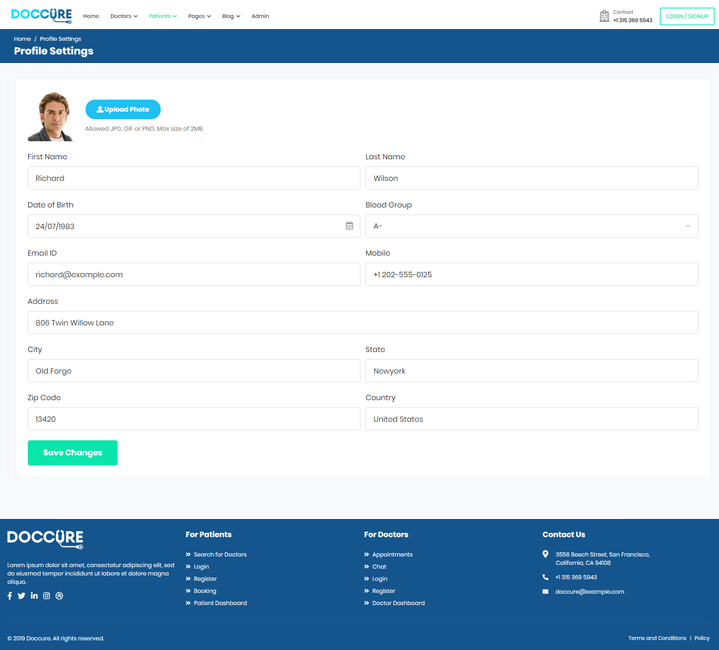 DOCCURE
Home Doctors Patients Pages Blog Admin
Contact
+1 315 369 5943
LOGIN / SIGNUP
Home / Profile Settings
Profile Settings
Upload Photo
Allowed JPG, GIF or PNG. Max size of 2MB
First Name
Last Name
Richard
Wilson
Date of Birth
Blood Group
24/07/1983
A-
Email ID
Mobile
richard@example.com
+1 202-555-0125
Address
806 Twin Willow Lane
City
State
Old Forge
Newyork
Zip Code
Country
13420
United States
Save Changes
DOCCURE
Lorem ipsum dolor sit amet, consectetur adipiscing elit, sed
do eiusmod tempor incididunt ut labore et dolore magna
aliqua.
For Patients
Search for Doctors
Login
Register
Booking
Patient Dashboard
For Doctors
Appointments
Chat
Login
Register
Doctor Dashboard
Contact Us
3556 Beech Street, San Francisco,
California, CA 94108
+1 315 369 5943
doccure@example.com
© 2019 Doccure. All rights reserved.
Terms and Conditions | Policy